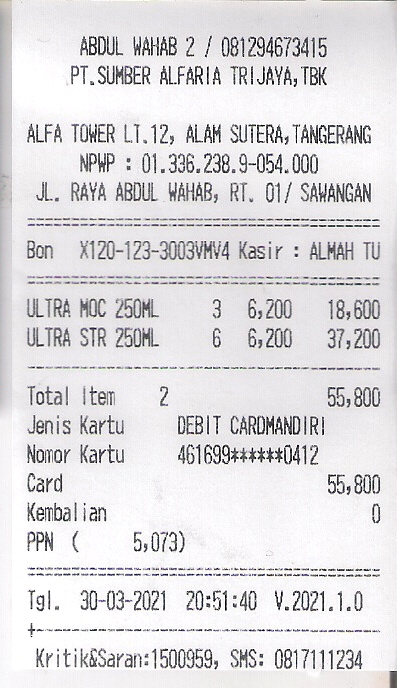 ABDUL WAHAB 2 / 081294673415
PT.SUMBER ALFARIA TRIJAYA,TBK
ALFA TOWER LT.12, ALAM SUTERA,TANGERANG
NPWP : 01.336.238.9-054.000
JL. RAYA ABDUL WAHAB, RT. 01/ SAWANGAN
Bon X120-123-3003VMV4 Kasir : ALMAH TU
ULTRA MOC 250ML 3 6,200 18,600
ULTRA STR 250ML 6 6,200 37,200
Total Item 2 55,800
Jenis Kartu DEBIT CARDMANDIRI
Nomor Kartu 461699******0412
Card 55,800
Kembalian 0
PPN ( 5,073)
Tgl. 30-03-2021 20:51:40 V.2021.1.0
Kritik&Saran:1500959, SMS: 0817111234